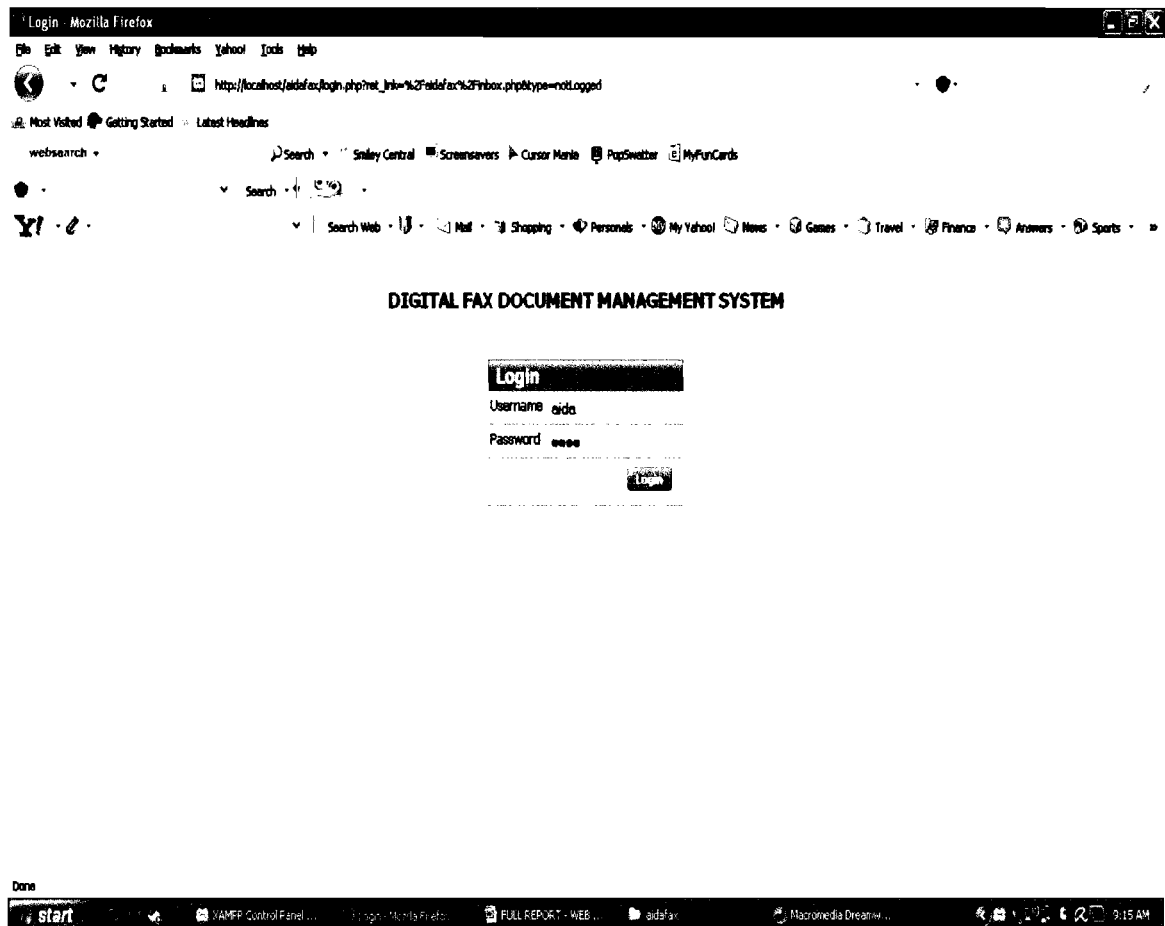 Login - Mozilla Firefox
File Edit View History Bookmarks Yahoo! Tools Help
http://localhost/aidafax/login.php?ret_link=%2Faidafax%2Finbox.php&type=notLogged
Most Visited Getting Started Latest Headlines
websearch Search Smiley Central Screensavers Cursor Mania PopSwatter MyFunCards
Search
Y! Search Web Mail Shopping Personals My Yahoo! News Games Travel Finance Answers Sports »
DIGITAL FAX DOCUMENT MANAGEMENT SYSTEM
Login
Username aida
Password ••••
Login
Done
start XAMPP Control Panel ... Login - Mozilla Firefo... FULL REPORT - WEB ... aidafax Macromedia Dreamw... 9:15 AM